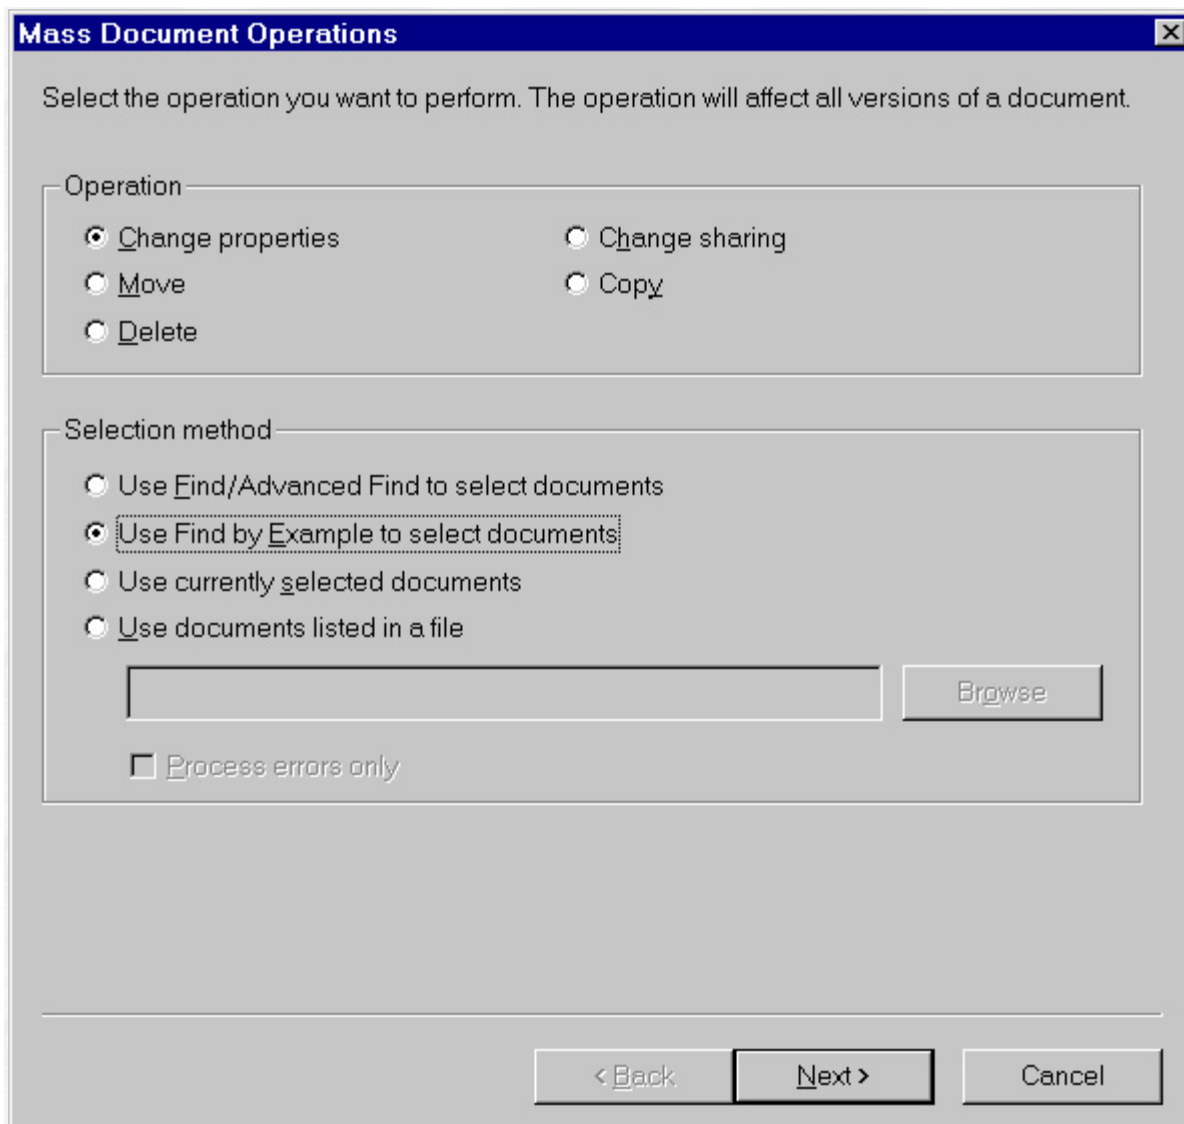 Mass Document Operations
Select the operation you want to perform. The operation will affect all versions of a document.
Operation
Change properties
Change sharing
Move
Copy
Delete
Selection method
Use Find/Advanced Find to select documents
Use Find by Example to select documents
Use currently selected documents
Use documents listed in a file
Browse
Process errors only
< Back
Next >
Cancel